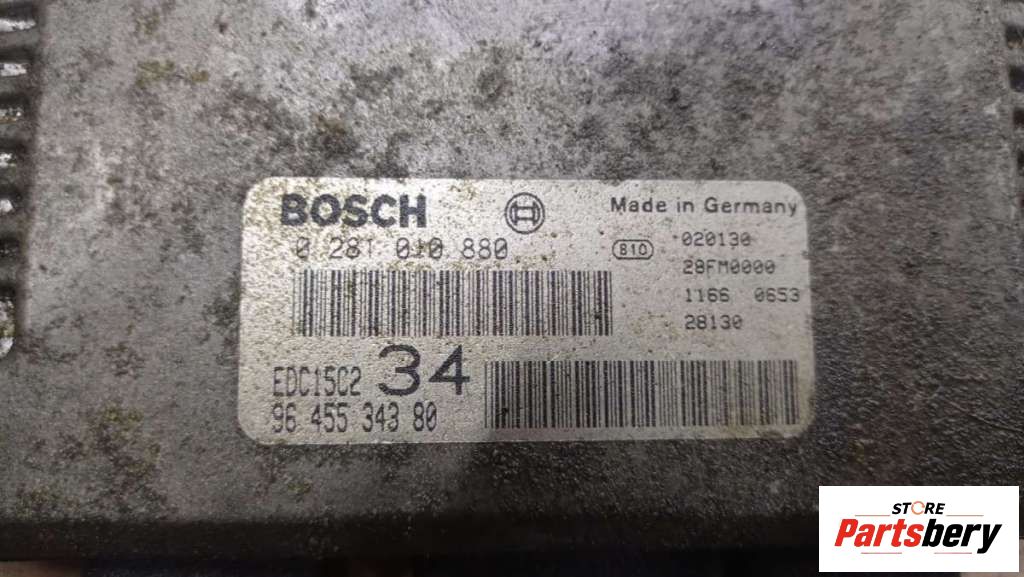 BOSCH
Made in Germany
0 281 010 880
810
020130
28FM0000
1166 0653
28130
EDC15C2 34
96 455 343 80
STORE
Partsbery